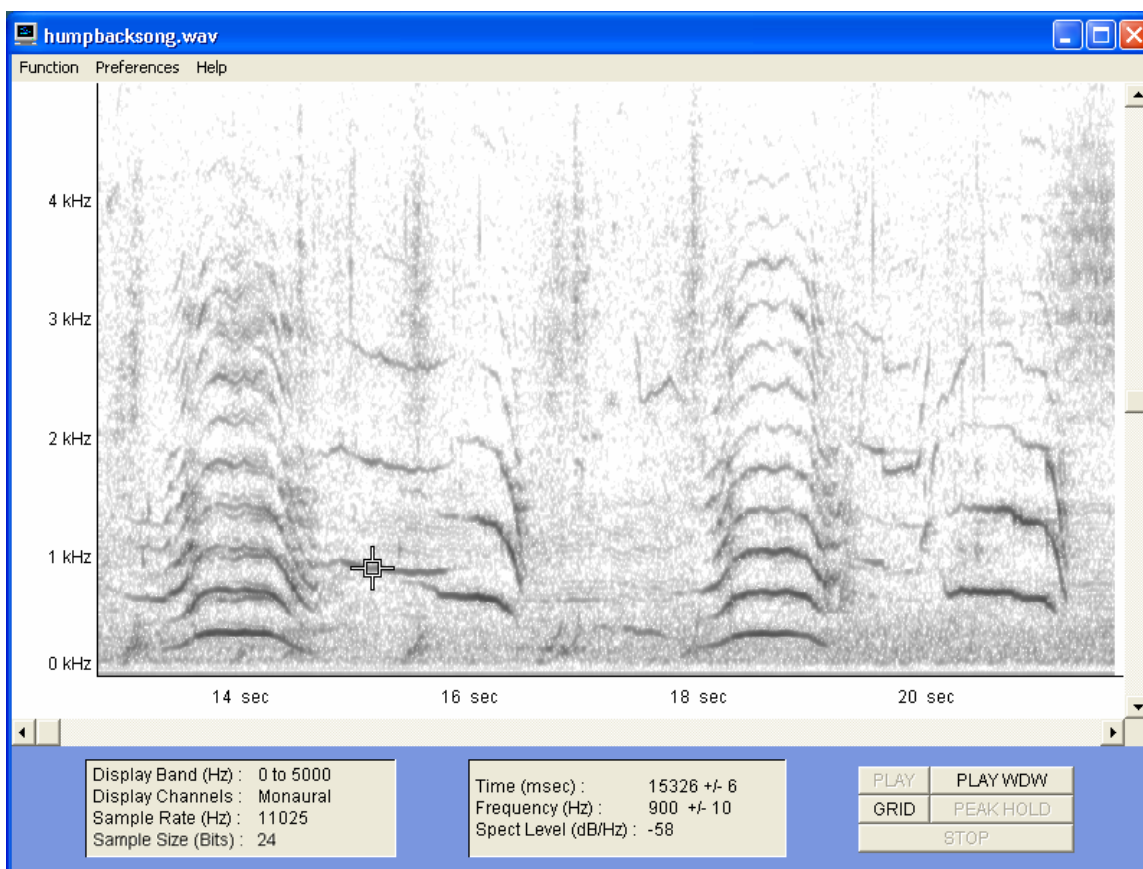 humpbacksong.wav
Function Preferences Help
4 kHz
3 kHz
2 kHz
1 kHz
0 kHz
14 sec 16 sec 18 sec 20 sec
Display Band (Hz) : 0 to 5000
Display Channels : Monaural
Sample Rate (Hz) : 11025
Sample Size (Bits) : 24
Time (msec) : 15326 +/- 6
Frequency (Hz) : 900 +/- 10
Spect Level (dB/Hz) : -58
PLAY PLAY WDW
GRID PEAK HOLD
STOP